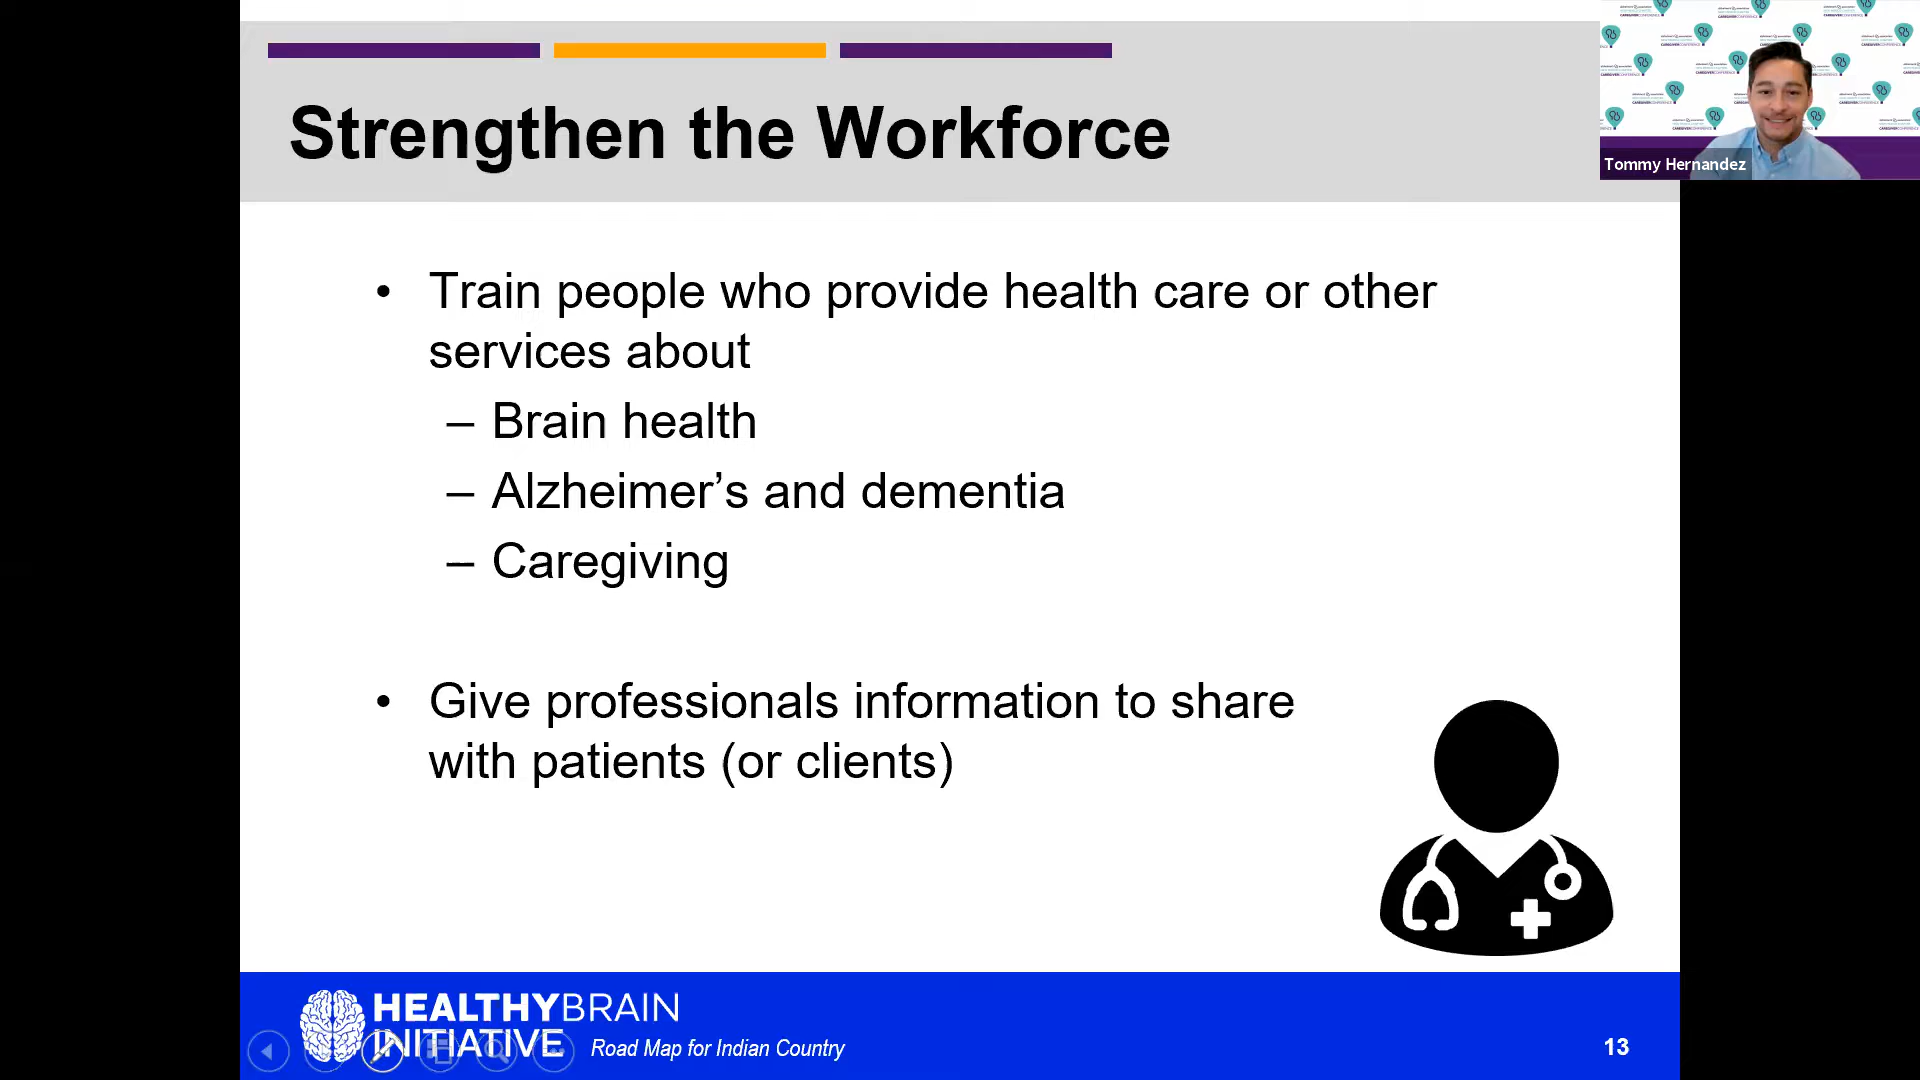 Strengthen the Workforce
Tommy Hernandez
• Train people who provide health care or other
services about
– Brain health
– Alzheimer’s and dementia
– Caregiving
• Give professionals information to share
with patients (or clients)
HEALTHYBRAIN
INITIATIVE
Road Map for Indian Country
13